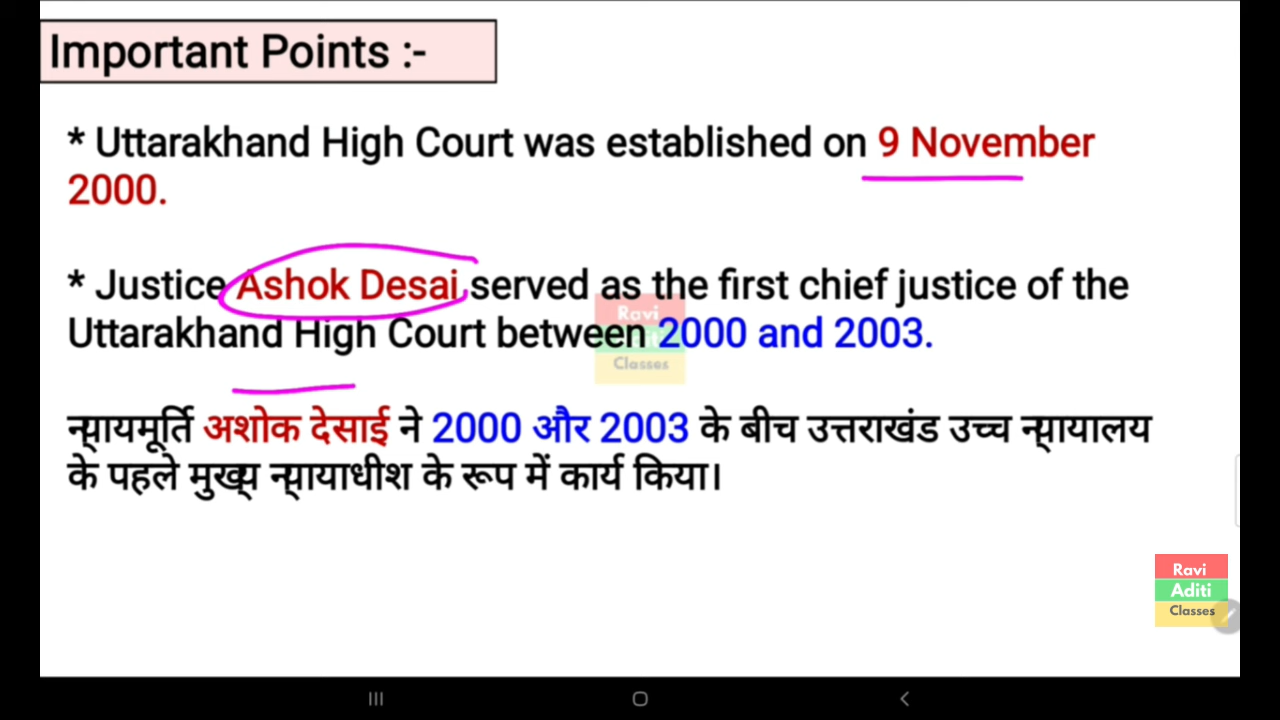 Important Points :-
* Uttarakhand High Court was established on 9 November
2000.
* Justice Ashok Desai served as the first chief justice of the
Uttarakhand High Court between 2000 and 2003.
Ravi
Classes
न्यायमूर्ति अशोक देसाई ने 2000 और 2003 के बीच उत्तराखंड उच्च न्यायालय
के पहले मुख्य न्यायाधीश के रूप में कार्य किया।
Ravi
Aditi
Classes